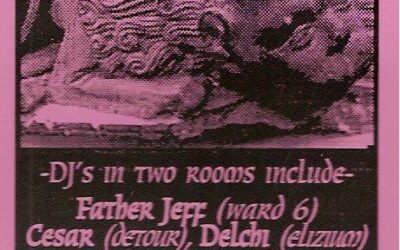 -DJ's in two rooms include-
Father Jeff (ward 6)
Cesar (detour), Delchi (elizium)